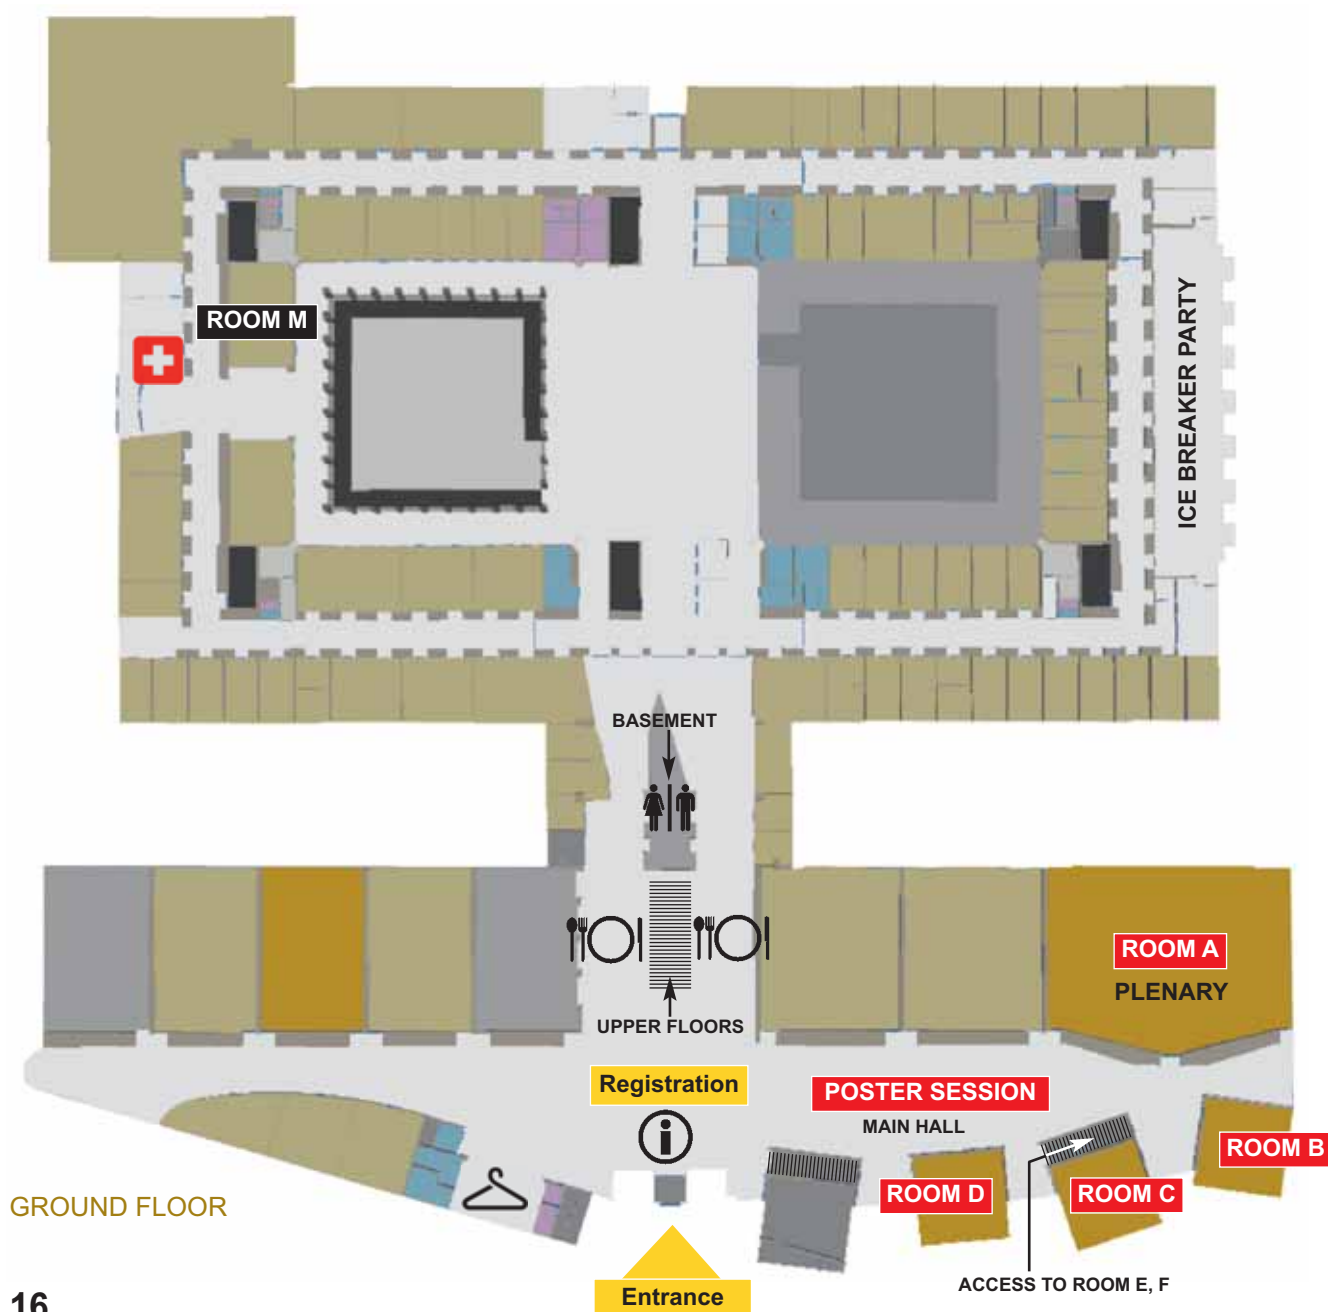 ROOM M
ICE BREAKER PARTY
BASEMENT
ROOM A
PLENARY
UPPER FLOORS
Registration
POSTER SESSION
MAIN HALL
ROOM B
ROOM D
ROOM C
GROUND FLOOR
ACCESS TO ROOM E, F
Entrance
16